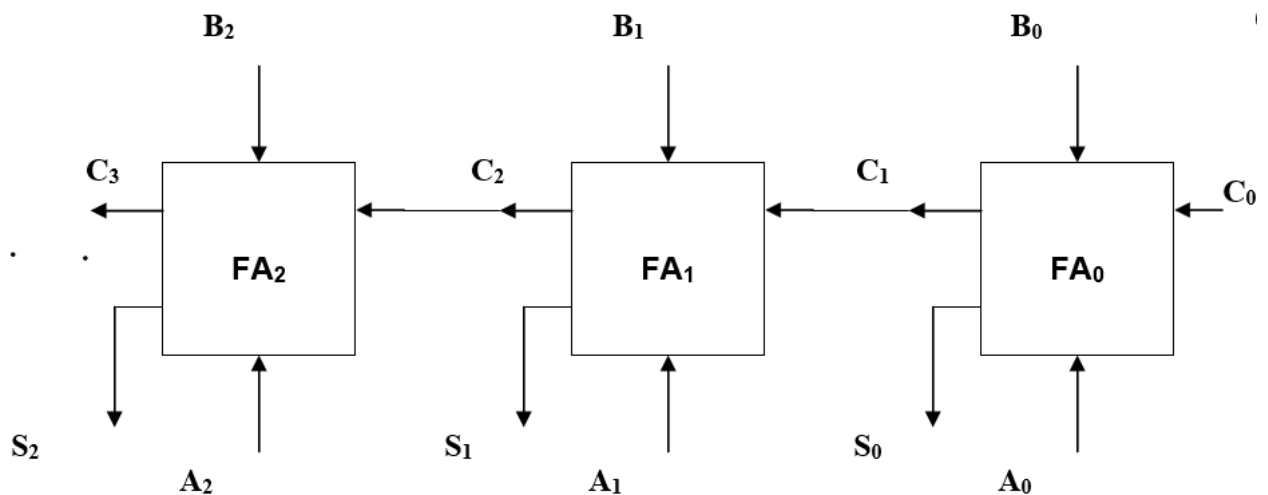 B₂ B₁ B₀
C₃ C₂ C₁ C₀
FA₂ FA₁ FA₀
S₂ S₁ S₀
A₂ A₁ A₀